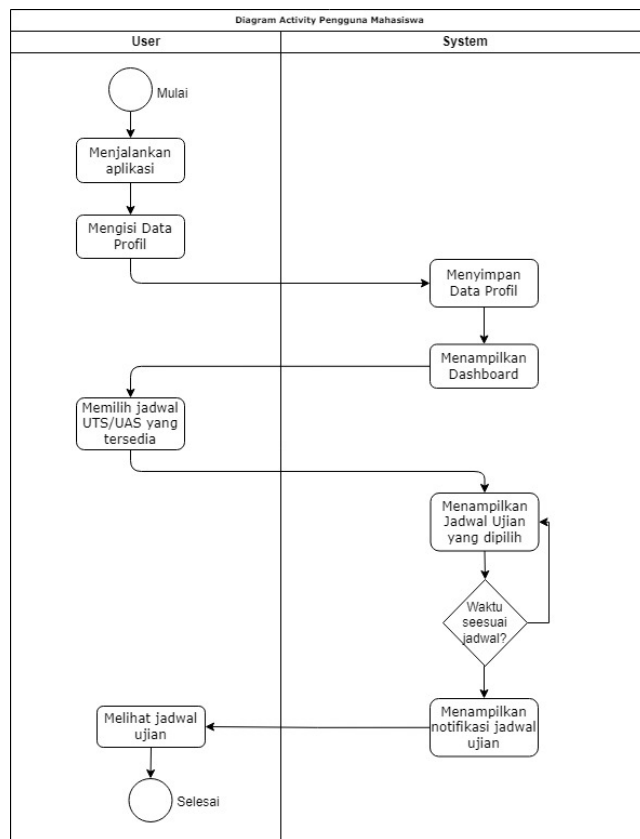 Diagram Activity Pengguna Mahasiswa
User
System
Mulai
Menjalankan
aplikasi
Mengisi Data
Profil
Menyimpan
Data Profil
Menampilkan
Dashboard
Memilih jadwal
UTS/UAS yang
tersedia
Menampilkan
Jadwal Ujian
yang dipilih
Waktu
seesuai
jadwal?
Menampilkan
notifikasi jadwal
ujian
Melihat jadwal
ujian
Selesai